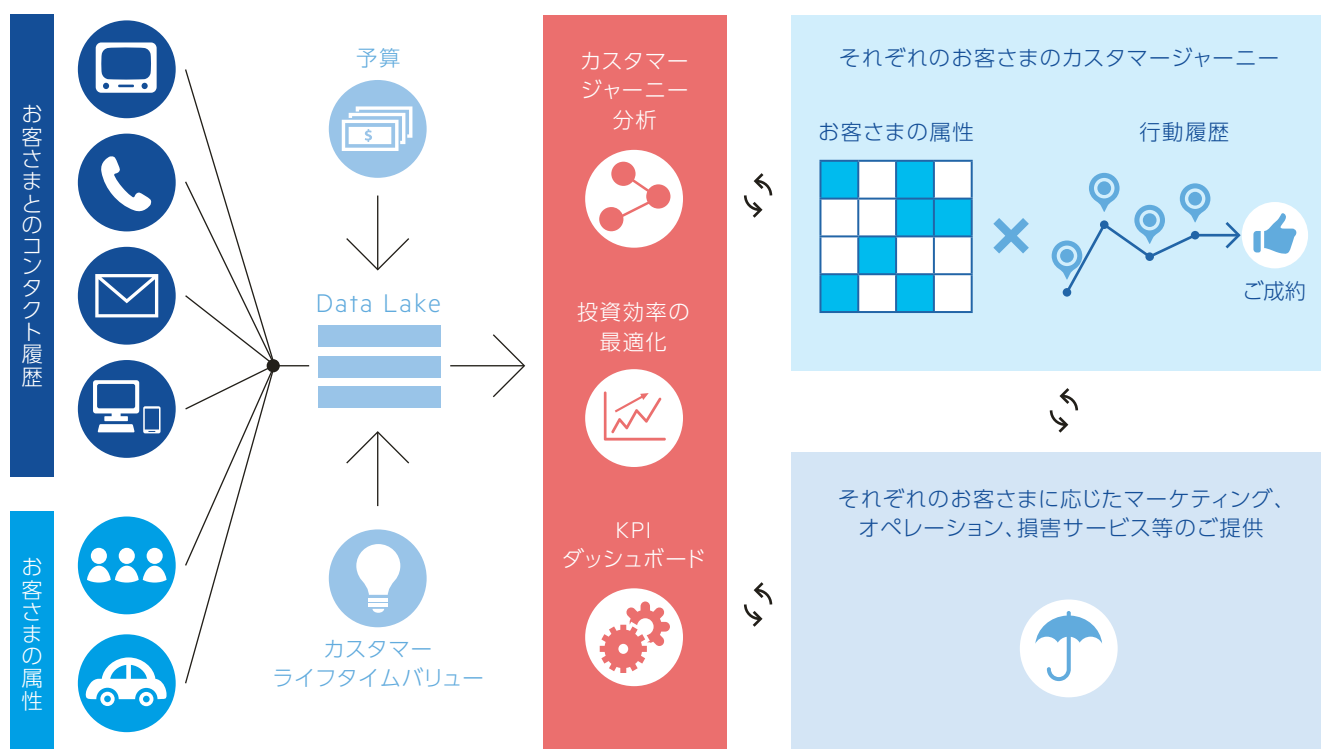 お客さまとのコンタクト履歴
お客さまの属性
予算
$
Data Lake
カスタマー
ライフタイムバリュー
カスタマー
ジャーニー
分析
投資効率の
最適化
KPI
ダッシュボード
それぞれのお客さまのカスタマージャーニー
お客さまの属性
行動履歴
ご成約
それぞれのお客さまに応じたマーケティング、
オペレーション、損害サービス等のご提供